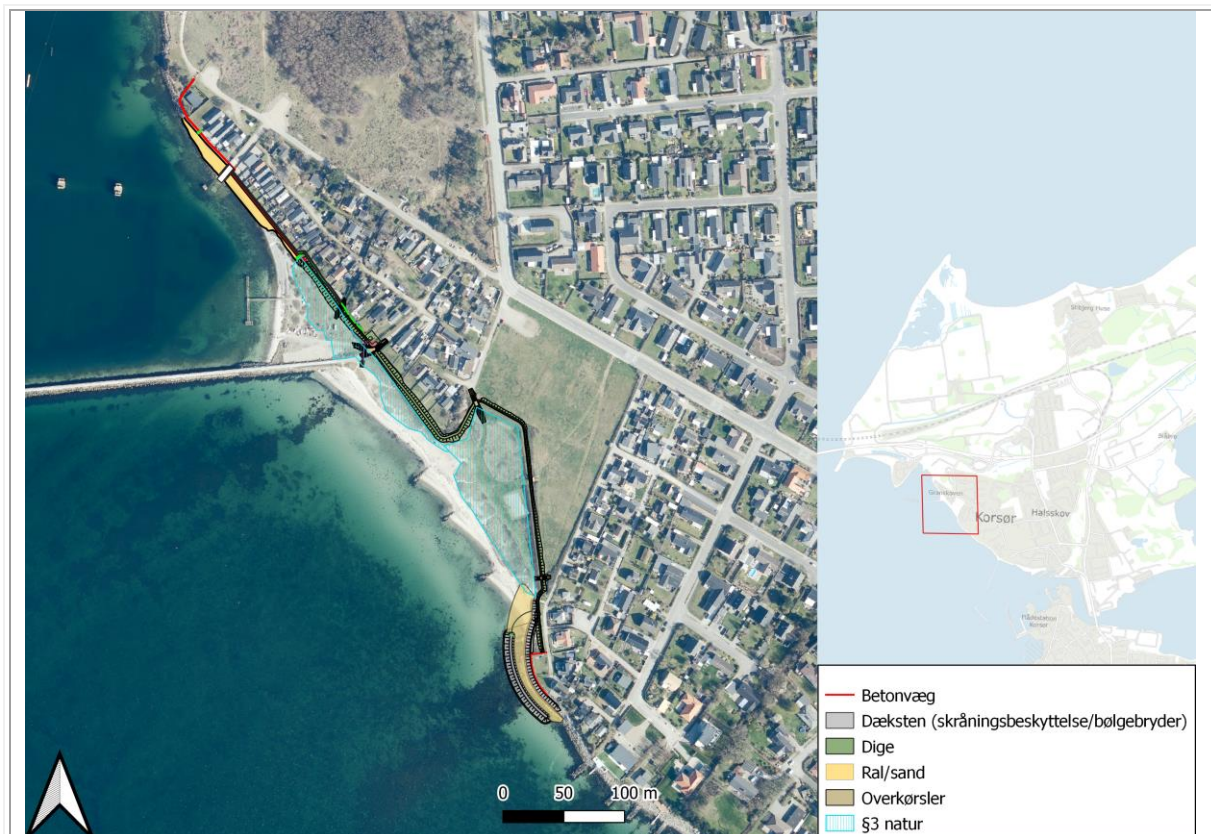 Korsør
Halsskov
Betonvæg
Dæksten (skråningsbeskyttelse/bølgebryder)
Dige
Ral/sand
Overkørsler
§3 natur
0 50 100 m